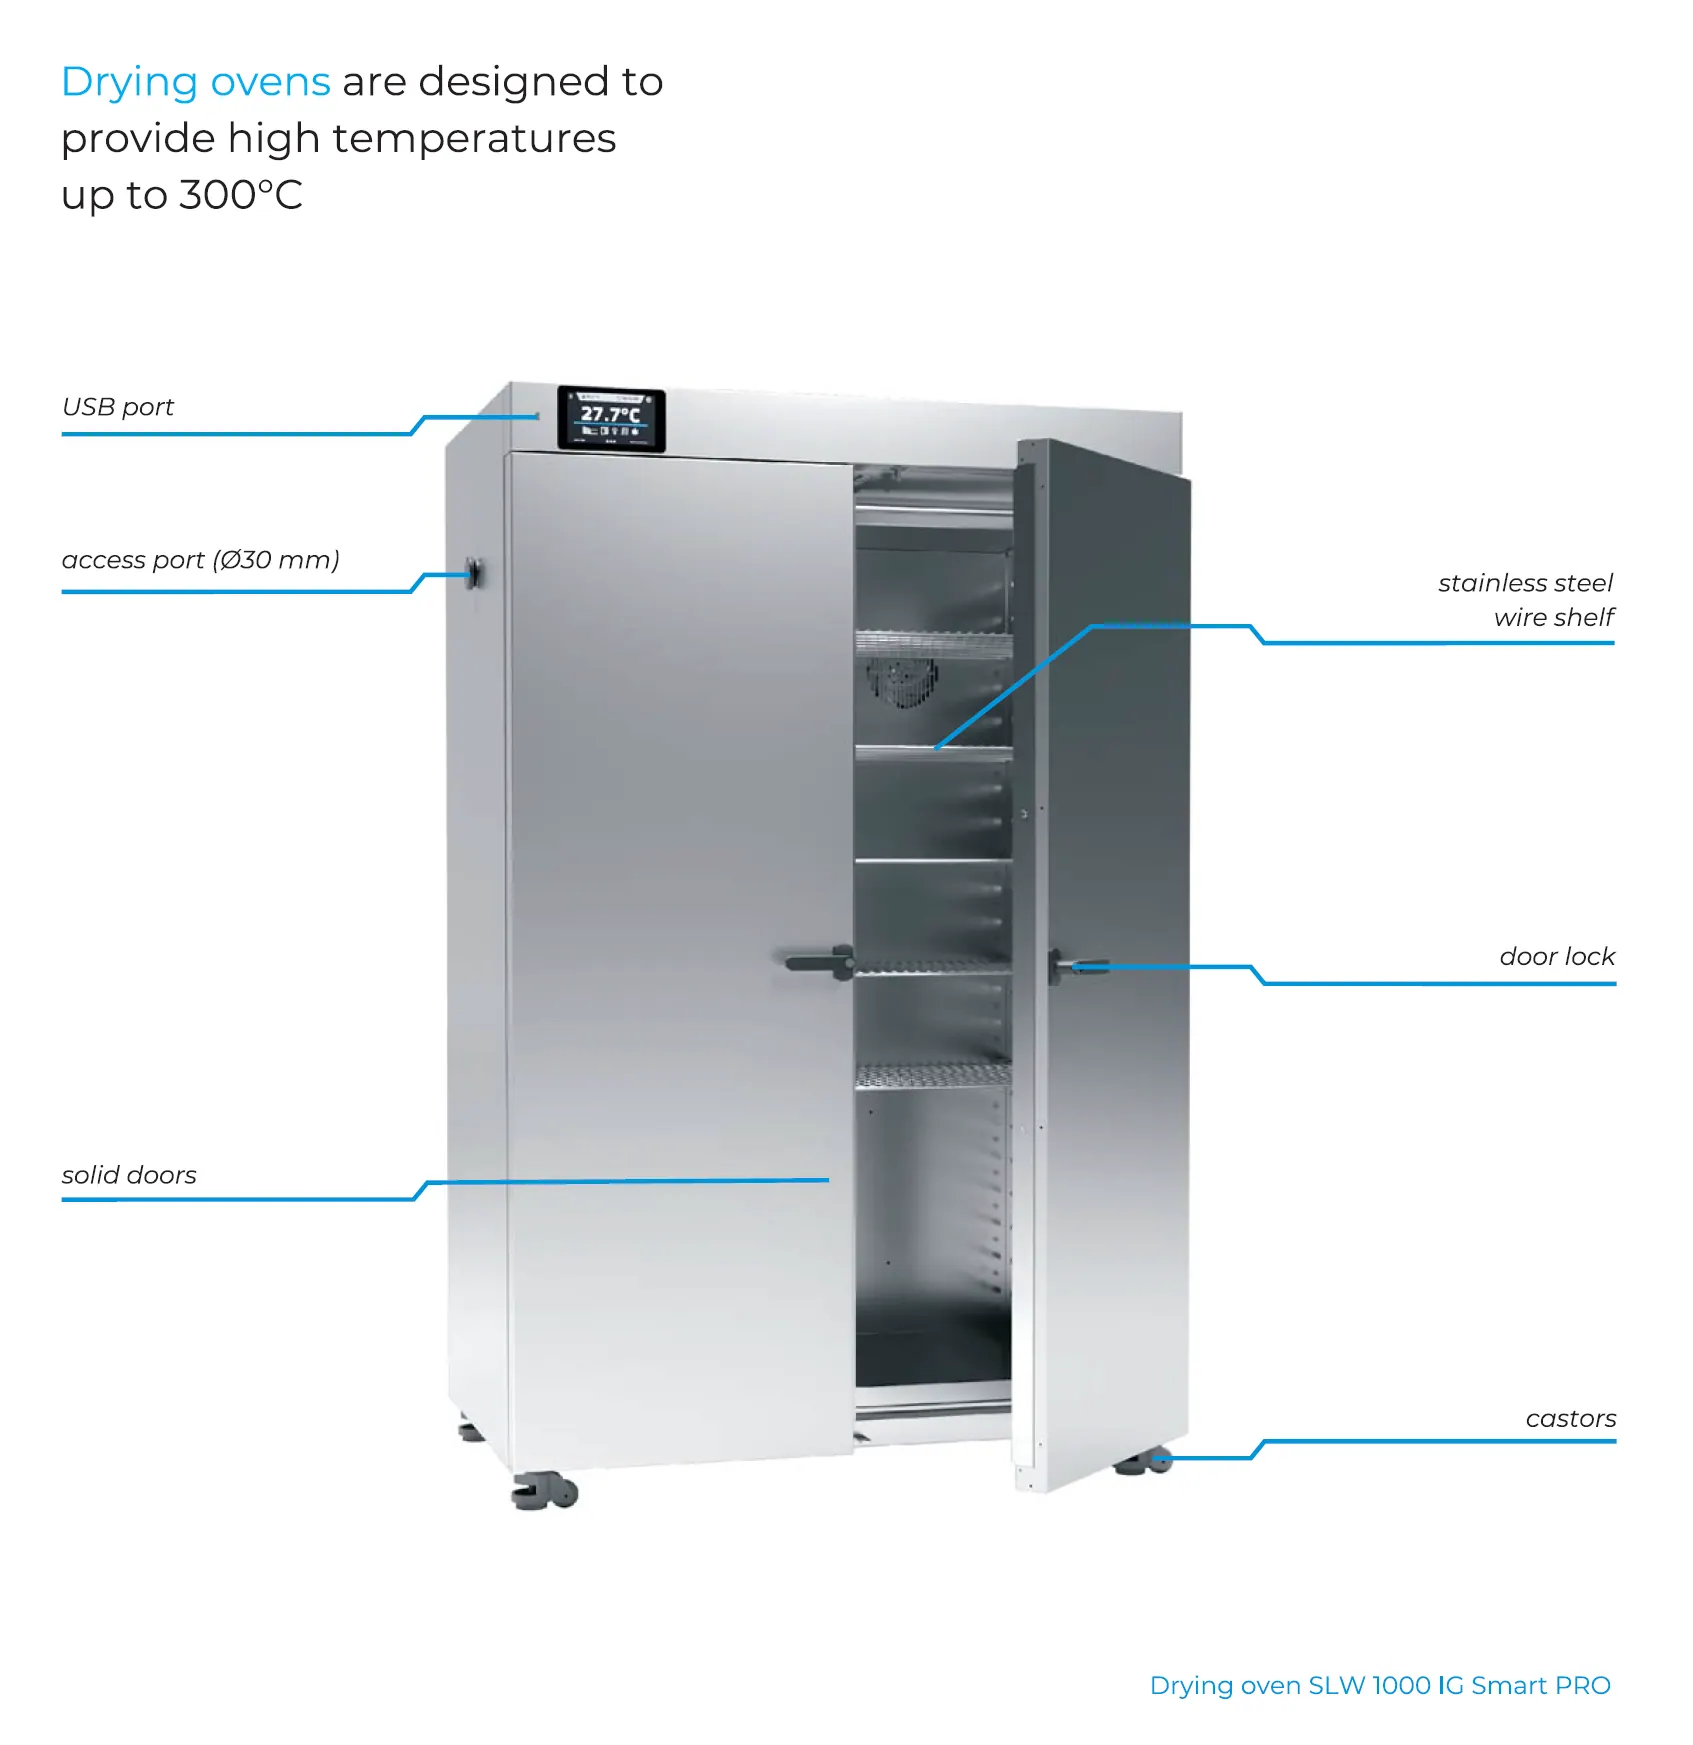 Drying ovens are designed to
provide high temperatures
up to 300°C
USB port
27.7°C
access port (Ø30 mm)
stainless steel
wire shelf
door lock
solid doors
castors
Drying oven SLW 1000 IG Smart PRO